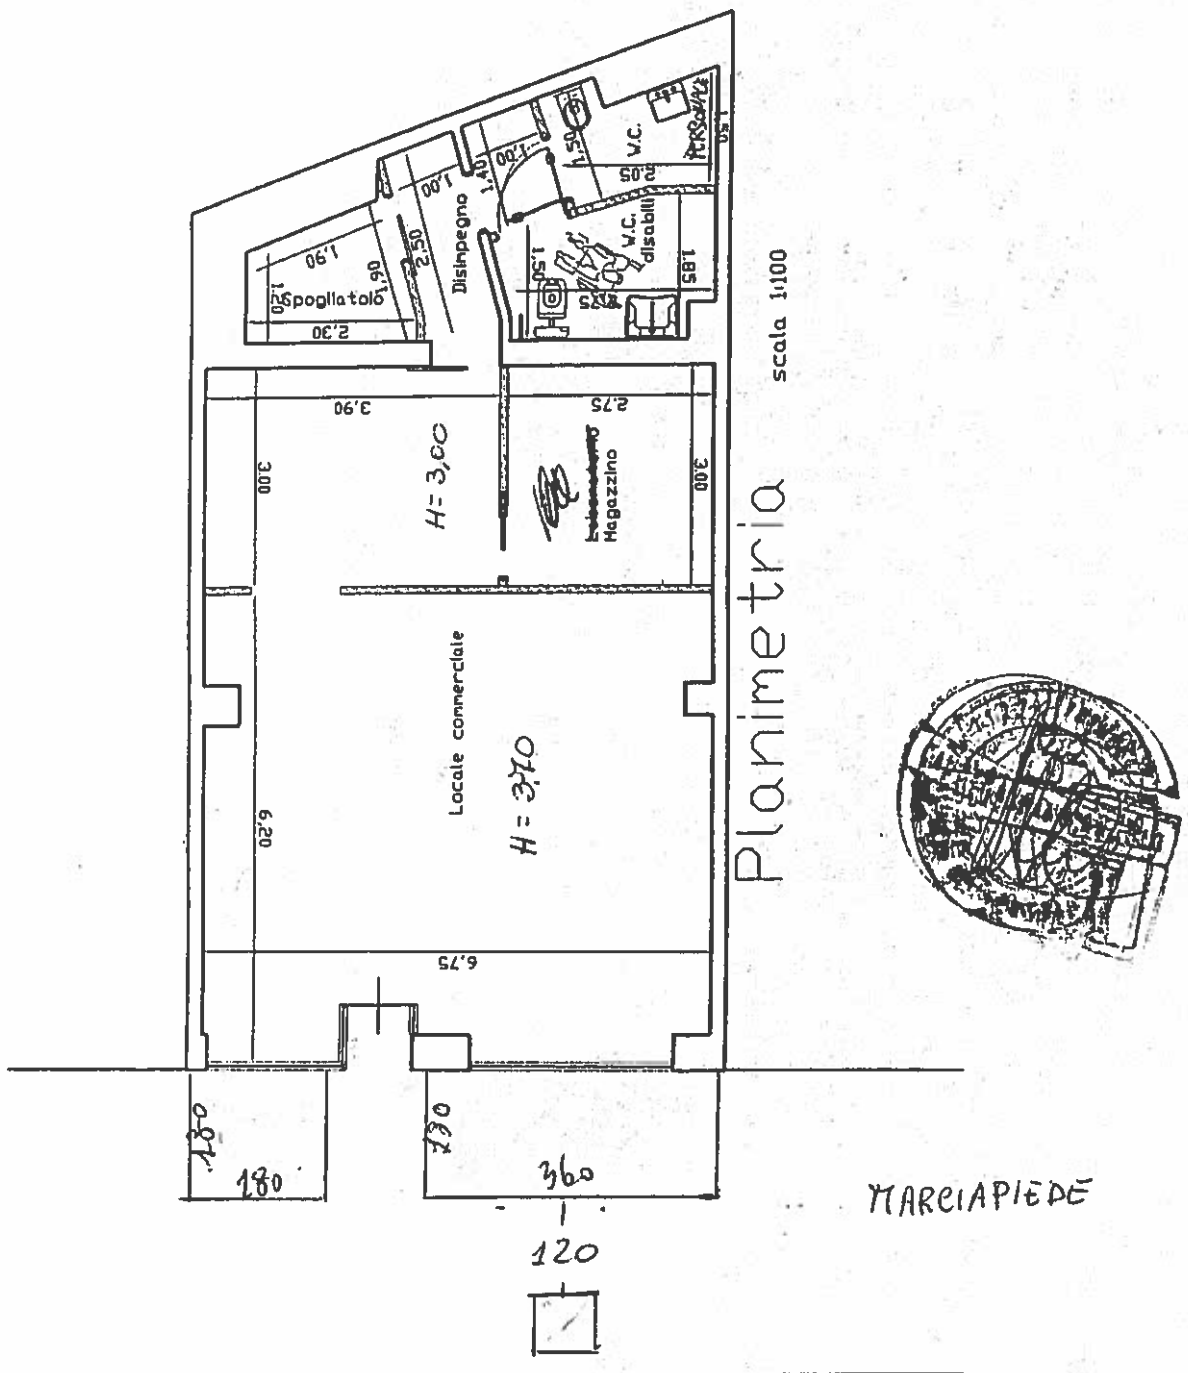 1,50
PERSONALE
W.C.
2.05
1,50
1,00
1.40
1,00
Disimpegno
2.50
1,90
1,90
Spogliatoio
1.20
2,30
W.C.
disabili
1.50
1.85
scala 1:100
3,90
2.75
3.00
H = 3,00
Magazzino
3.00
Planimetria
Locale commerciale
H = 3,70
6,20
6,75
180
180
130
360
120
MARCIAPIEDE